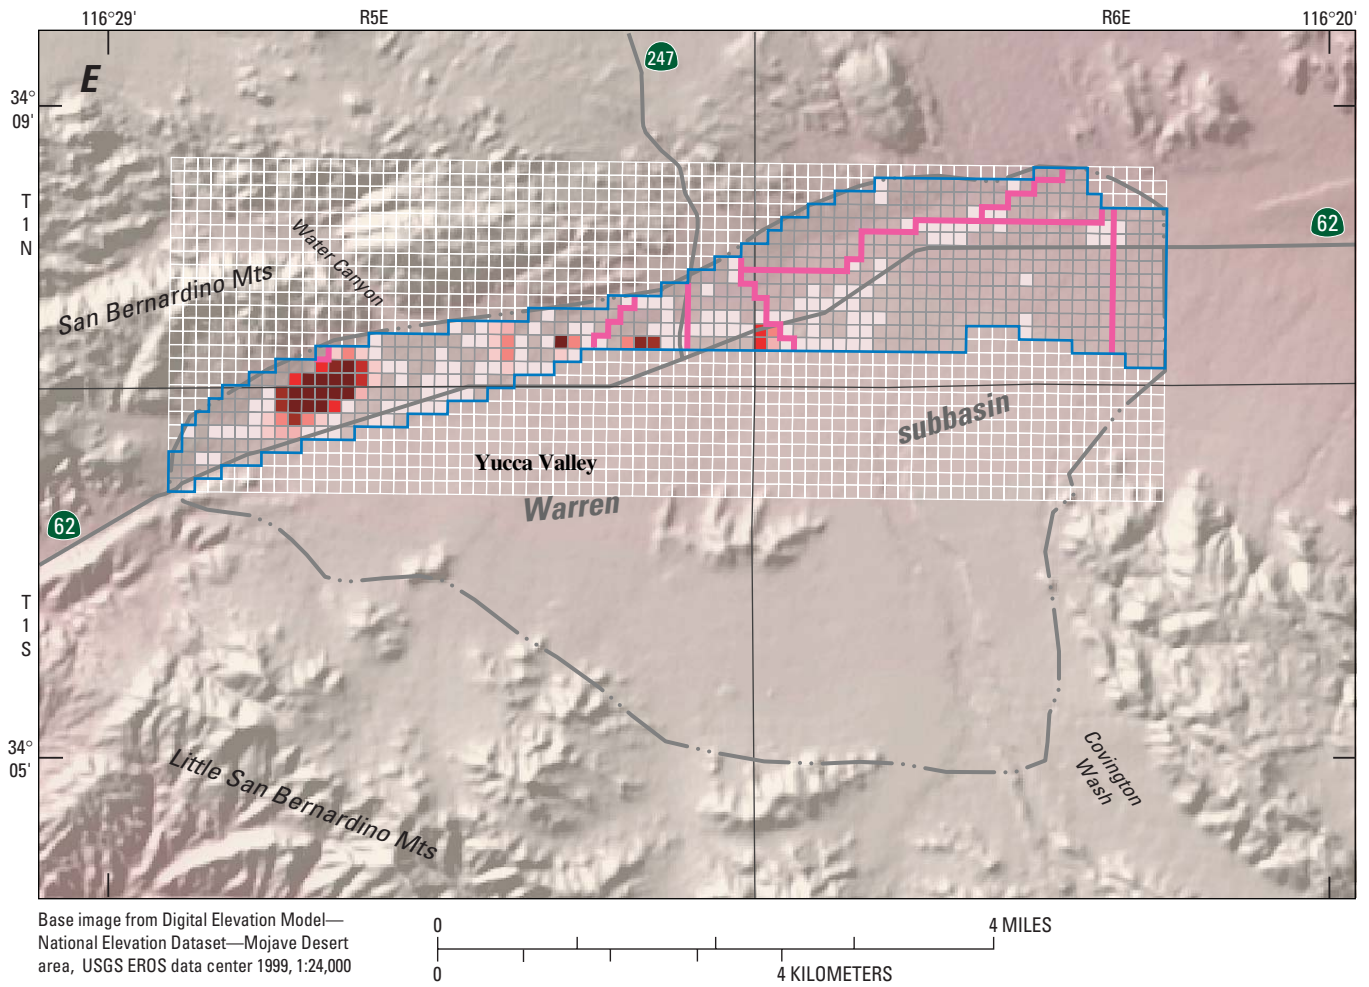 116°29' R5E R6E 116°20'
E
247
34°
09'
T
1
N
62
Water Canyon
San Bernardino Mts
subbasin
Yucca Valley
Warren
62
T
1
S
34°
05'
Little San Bernardino Mts
Covington
Wash
Base image from Digital Elevation Model—
National Elevation Dataset—Mojave Desert
area, USGS EROS data center 1999, 1:24,000
0 4 MILES
0 4 KILOMETERS